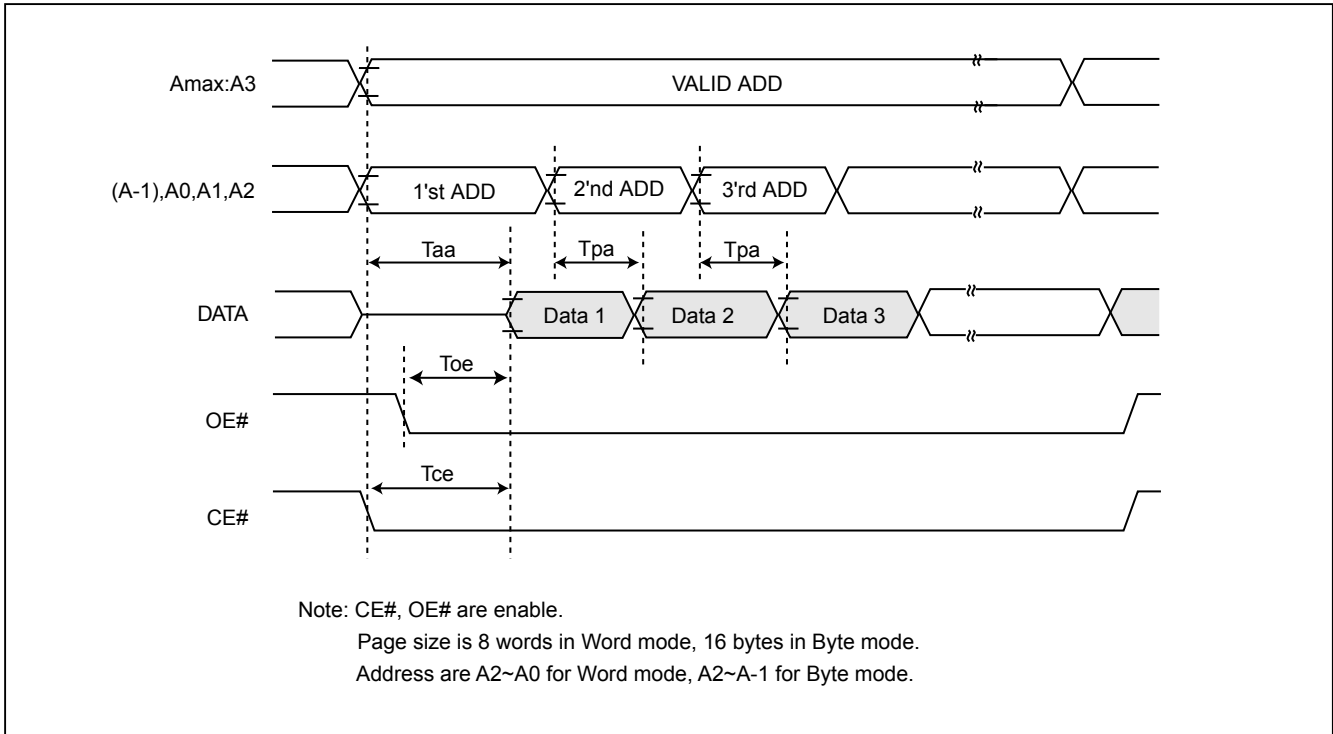 Amax:A3
VALID ADD
(A-1),A0,A1,A2
1'st ADD
2'nd ADD
3'rd ADD
Taa
Tpa
Tpa
DATA
Data 1
Data 2
Data 3
Toe
OE#
Tce
CE#
Note: CE#, OE# are enable.
Page size is 8 words in Word mode, 16 bytes in Byte mode.
Address are A2~A0 for Word mode, A2~A-1 for Byte mode.